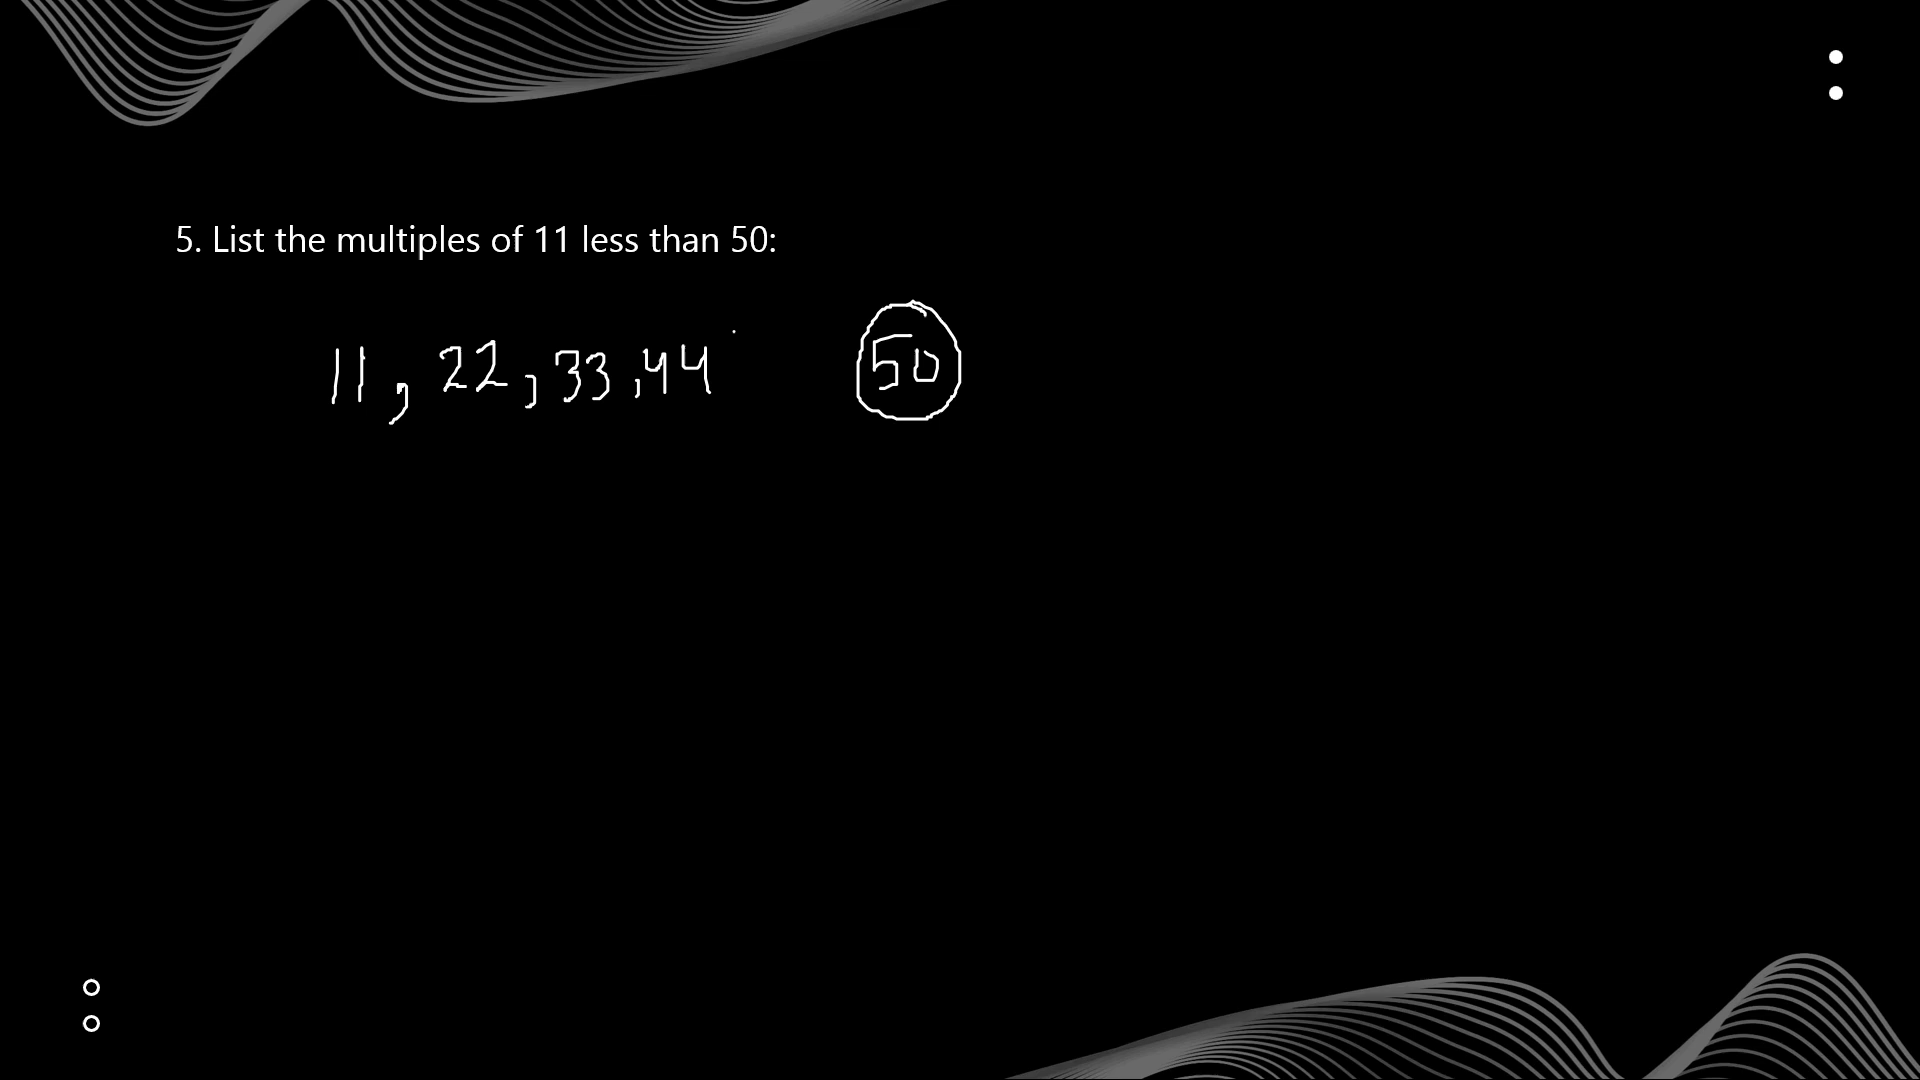 5. List the multiples of 11 less than 50:
11, 22, 33, 44 50